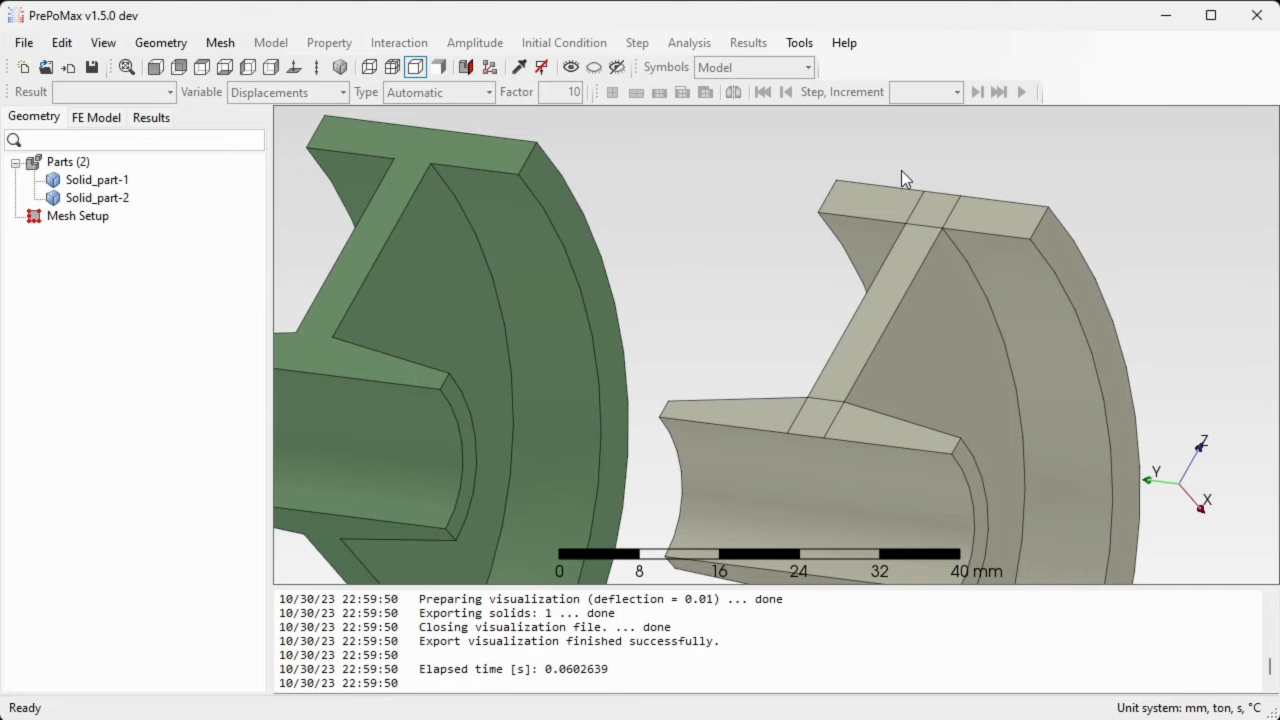 PrePoMax v1.5.0 dev
File Edit View Geometry Mesh Model Property Interaction Amplitude Initial Condition Step Analysis Results Tools Help
Symbols Model
Result Variable Displacements Type Automatic Factor 10 Step, Increment
Geometry FE Model Results
Parts (2)
Solid_part-1
Solid_part-2
Mesh Setup
Z
Y
X
0 8 16 24 32 40 mm
10/30/23 22:59:50 Preparing visualization (deflection = 0.01) ... done
10/30/23 22:59:50 Exporting solids: 1 ... done
10/30/23 22:59:50 Closing visualization file. ... done
10/30/23 22:59:50 Export visualization finished successfully.
10/30/23 22:59:50
10/30/23 22:59:50 Elapsed time [s]: 0.0602639
10/30/23 22:59:50
Ready Unit system: mm, ton, s, °C